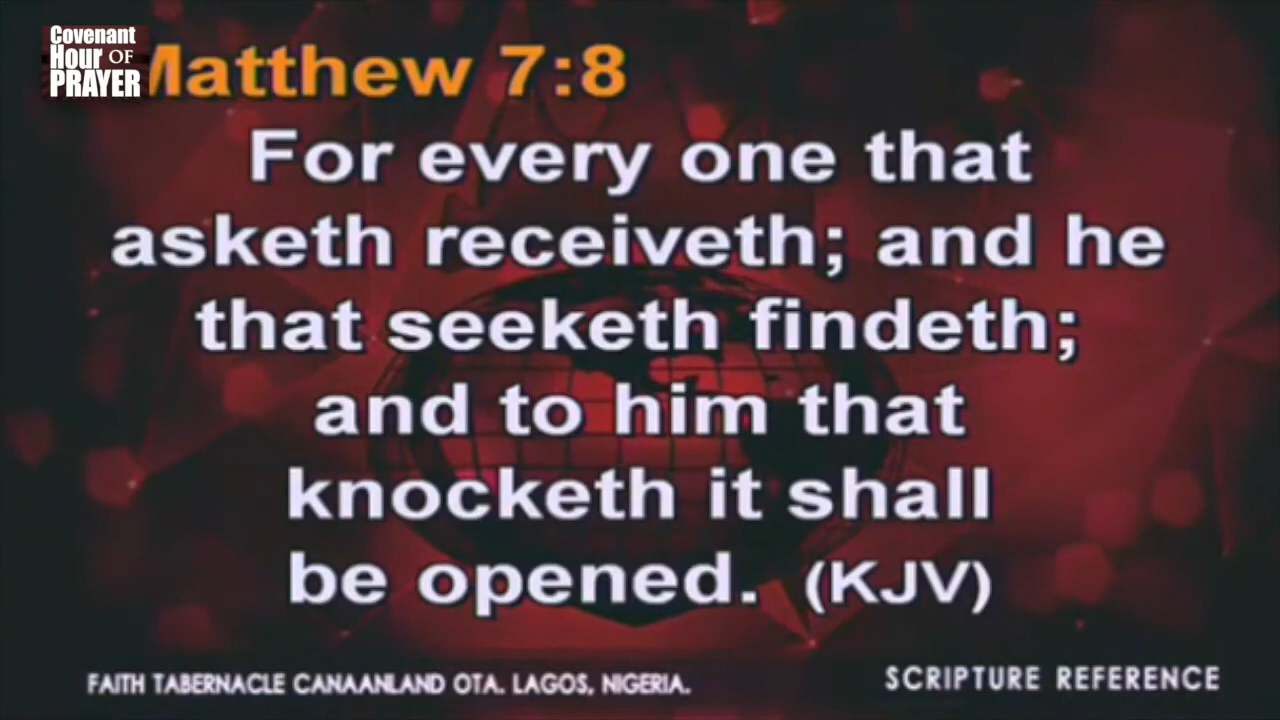 Covenant
Hour OF
PRAYER
Matthew 7:8
For every one that
asketh receiveth; and he
that seeketh findeth;
and to him that
knocketh it shall
be opened. (KJV)
FAITH TABERNACLE CANAANLAND OTA. LAGOS, NIGERIA.
SCRIPTURE REFERENCE